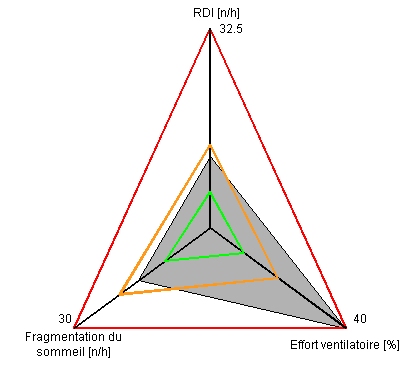 RDI [n/h]
32.5
30
40
Fragmentation du
sommeil [n/h]
Effort ventilatoire [%]